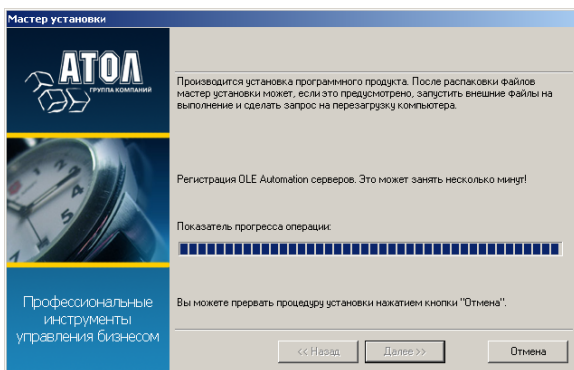 Мастер установки
АТОЛ
ГРУППА КОМПАНИЙ
Производится установка программного продукта. После распаковки файлов
мастер установки может, если это предусмотрено, запустить внешние файлы на
выполнение и сделать запрос на перезагрузку компьютера.
Регистрация OLE Automation серверов. Это может занять несколько минут!
Показатель прогресса операции:
Профессиональные
инструменты
управления бизнесом
Вы можете прервать процедуру установки нажатием кнопки "Отмена".
<< Назад
Далее >>
Отмена